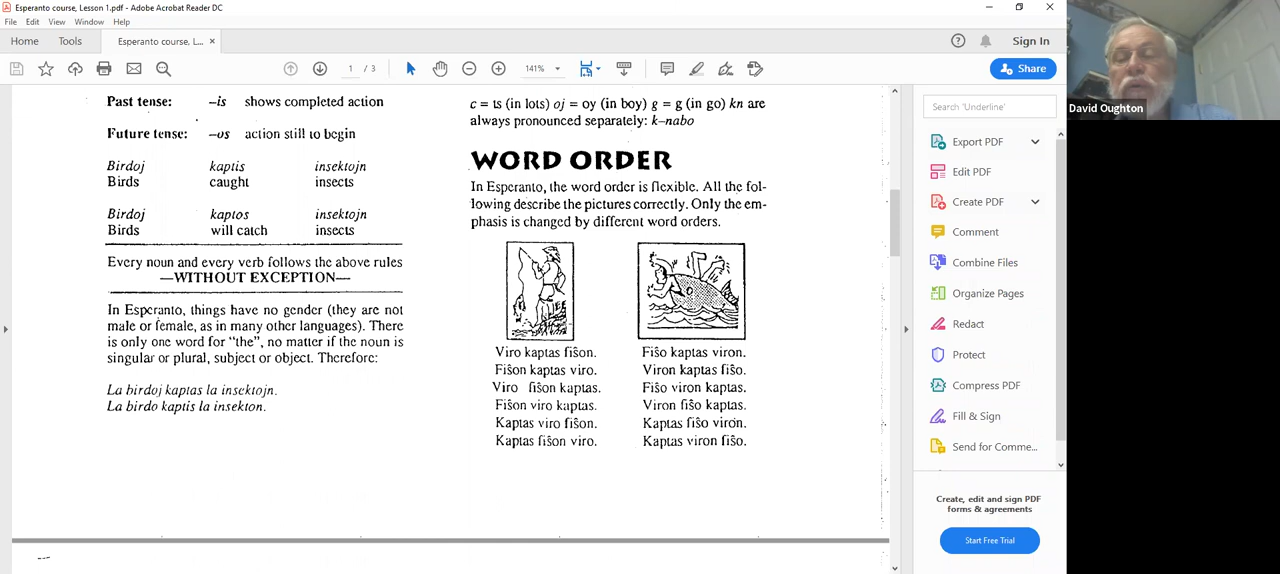 Esperanto course, Lesson 1.pdf - Adobe Acrobat Reader DC
File Edit View Window Help
Home Tools Esperanto course, L... × Sign In
1 / 3 141% Share
Past tense: –is shows completed action
Future tense: –os action still to begin
Birdoj kaptis insektojn
Birds caught insects
Birdoj kaptos insektojn
Birds will catch insects
Every noun and every verb follows the above rules
—WITHOUT EXCEPTION—
In Esperanto, things have no gender (they are not
male or female, as in many other languages). There
is only one word for "the", no matter if the noun is
singular or plural, subject or object. Therefore:
La birdoj kaptas la insektojn.
La birdo kaptis la insekton.
c = ts (in lots) oj = oy (in boy) g = g (in go) kn are
always pronounced separately: k–nabo
WORD ORDER
In Esperanto, the word order is flexible. All the fol-
lowing describe the pictures correctly. Only the em-
phasis is changed by different word orders.
Viro kaptas fiŝon.
Fiŝon kaptas viro.
Viro fiŝon kaptas.
Fiŝon viro kaptas.
Kaptas viro fiŝon.
Kaptas fiŝon viro.
Fiŝo kaptas viron.
Viron kaptas fiŝo.
Fiŝo viron kaptas.
Viron fiŝo kaptas.
Kaptas fiŝo viron.
Kaptas viron fiŝo.
Search 'Underline'
Export PDF
Edit PDF
Create PDF
Comment
Combine Files
Organize Pages
Redact
Protect
Compress PDF
Fill & Sign
Send for Comme...
Create, edit and sign PDF
forms & agreements
Start Free Trial
David Oughton